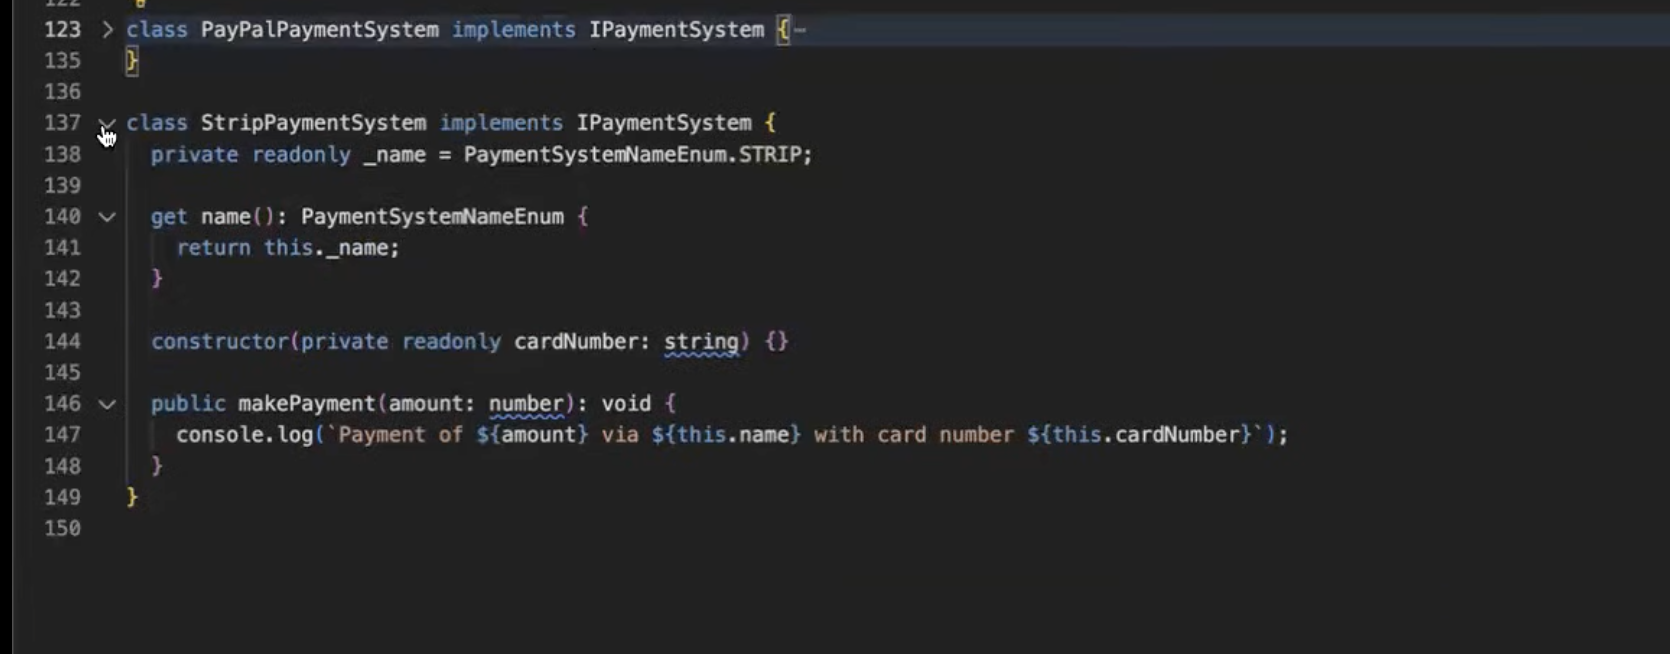 122
123 class PayPalPaymentSystem implements IPaymentSystem {
135 }
136
137 class StripPaymentSystem implements IPaymentSystem {
138 private readonly _name = PaymentSystemNameEnum.STRIP;
139
140 get name(): PaymentSystemNameEnum {
141 return this._name;
142 }
143
144 constructor(private readonly cardNumber: string) {}
145
146 public makePayment(amount: number): void {
147 console.log(`Payment of ${amount} via ${this.name} with card number ${this.cardNumber}`);
148 }
149 }
150